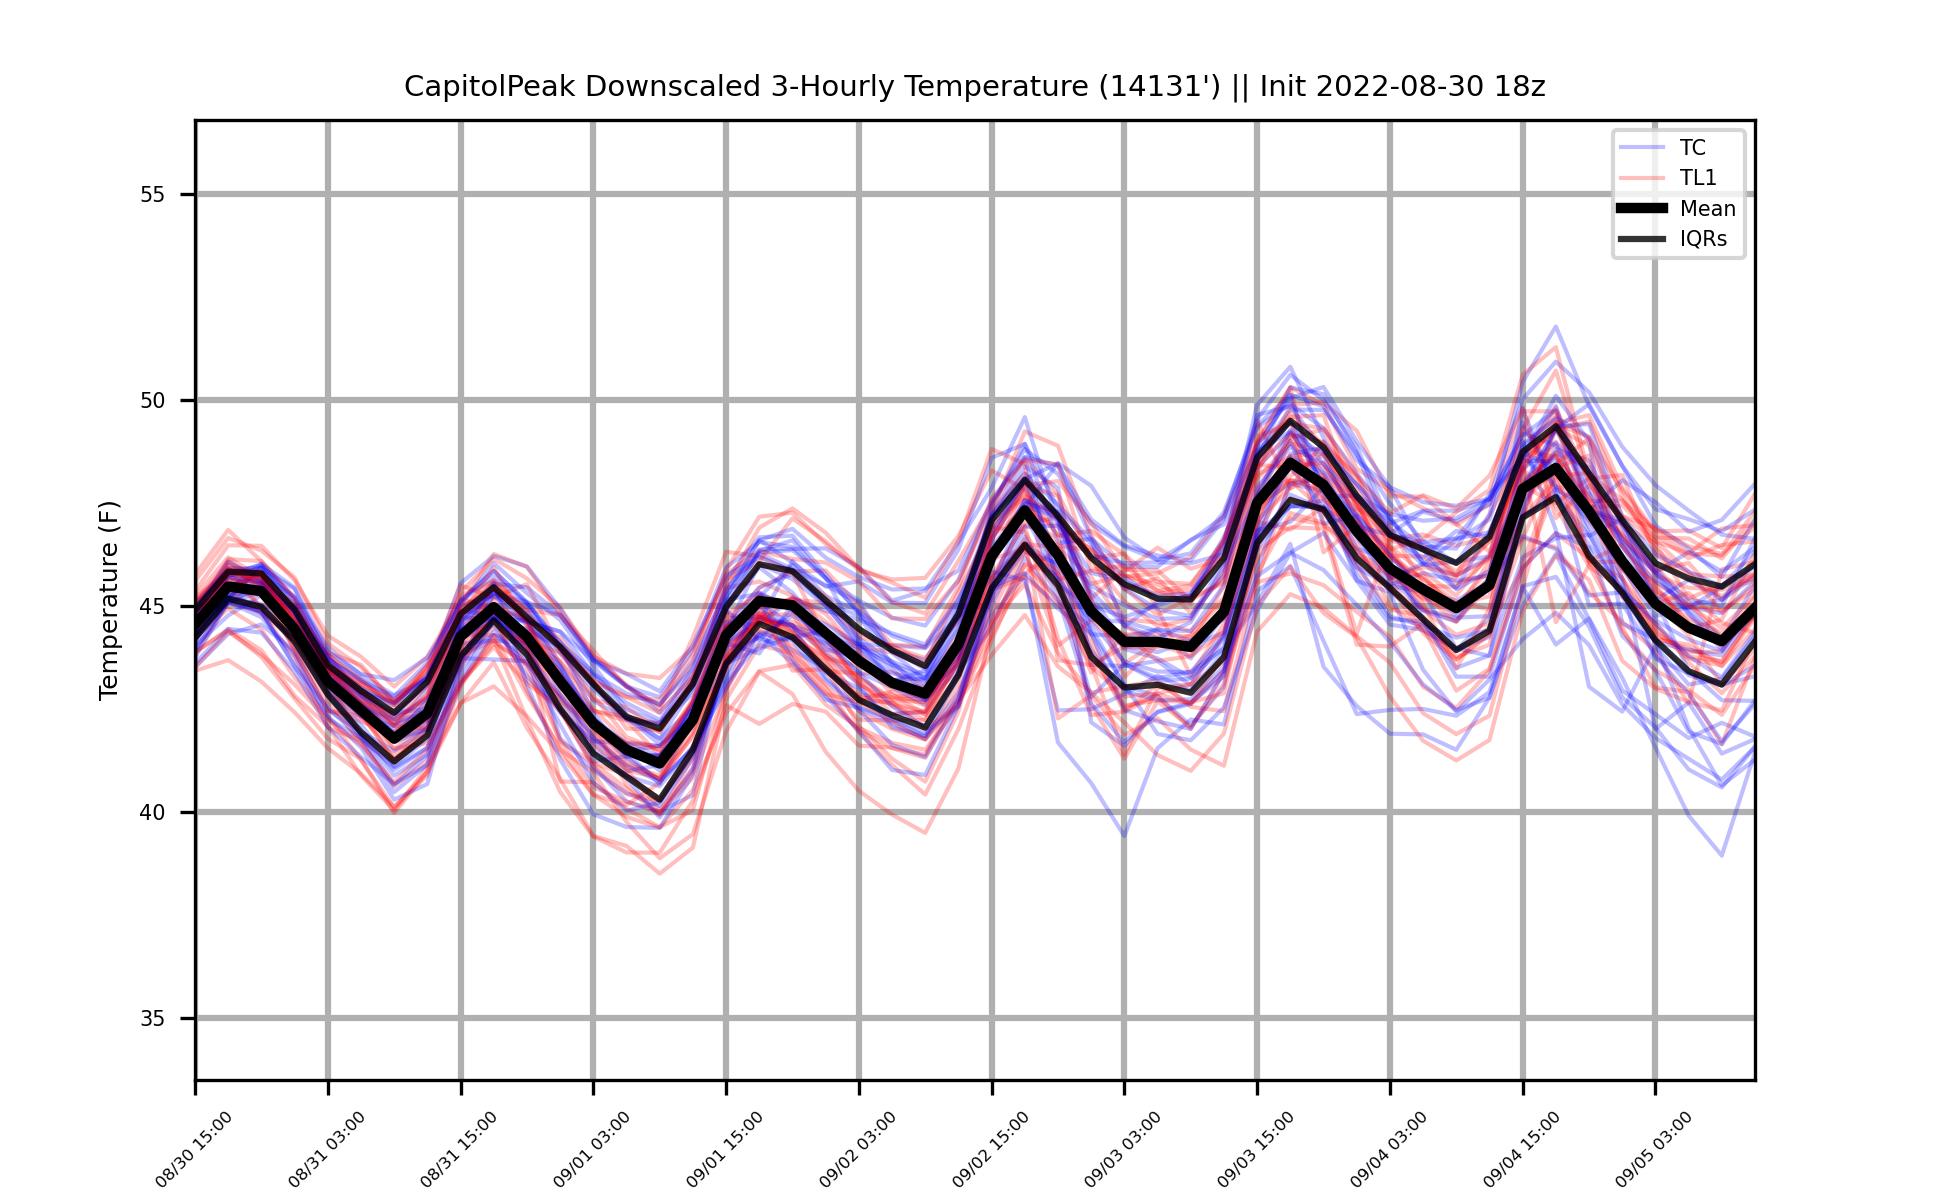 CapitolPeak Downscaled 3-Hourly Temperature (14131') || Init 2022-08-30 18z
TC
TL1
Mean
IQRs
Temperature (F)
55
50
45
40
35
08/30 15:00
08/31 03:00
08/31 15:00
09/01 03:00
09/01 15:00
09/02 03:00
09/02 15:00
09/03 03:00
09/03 15:00
09/04 03:00
09/04 15:00
09/05 03:00